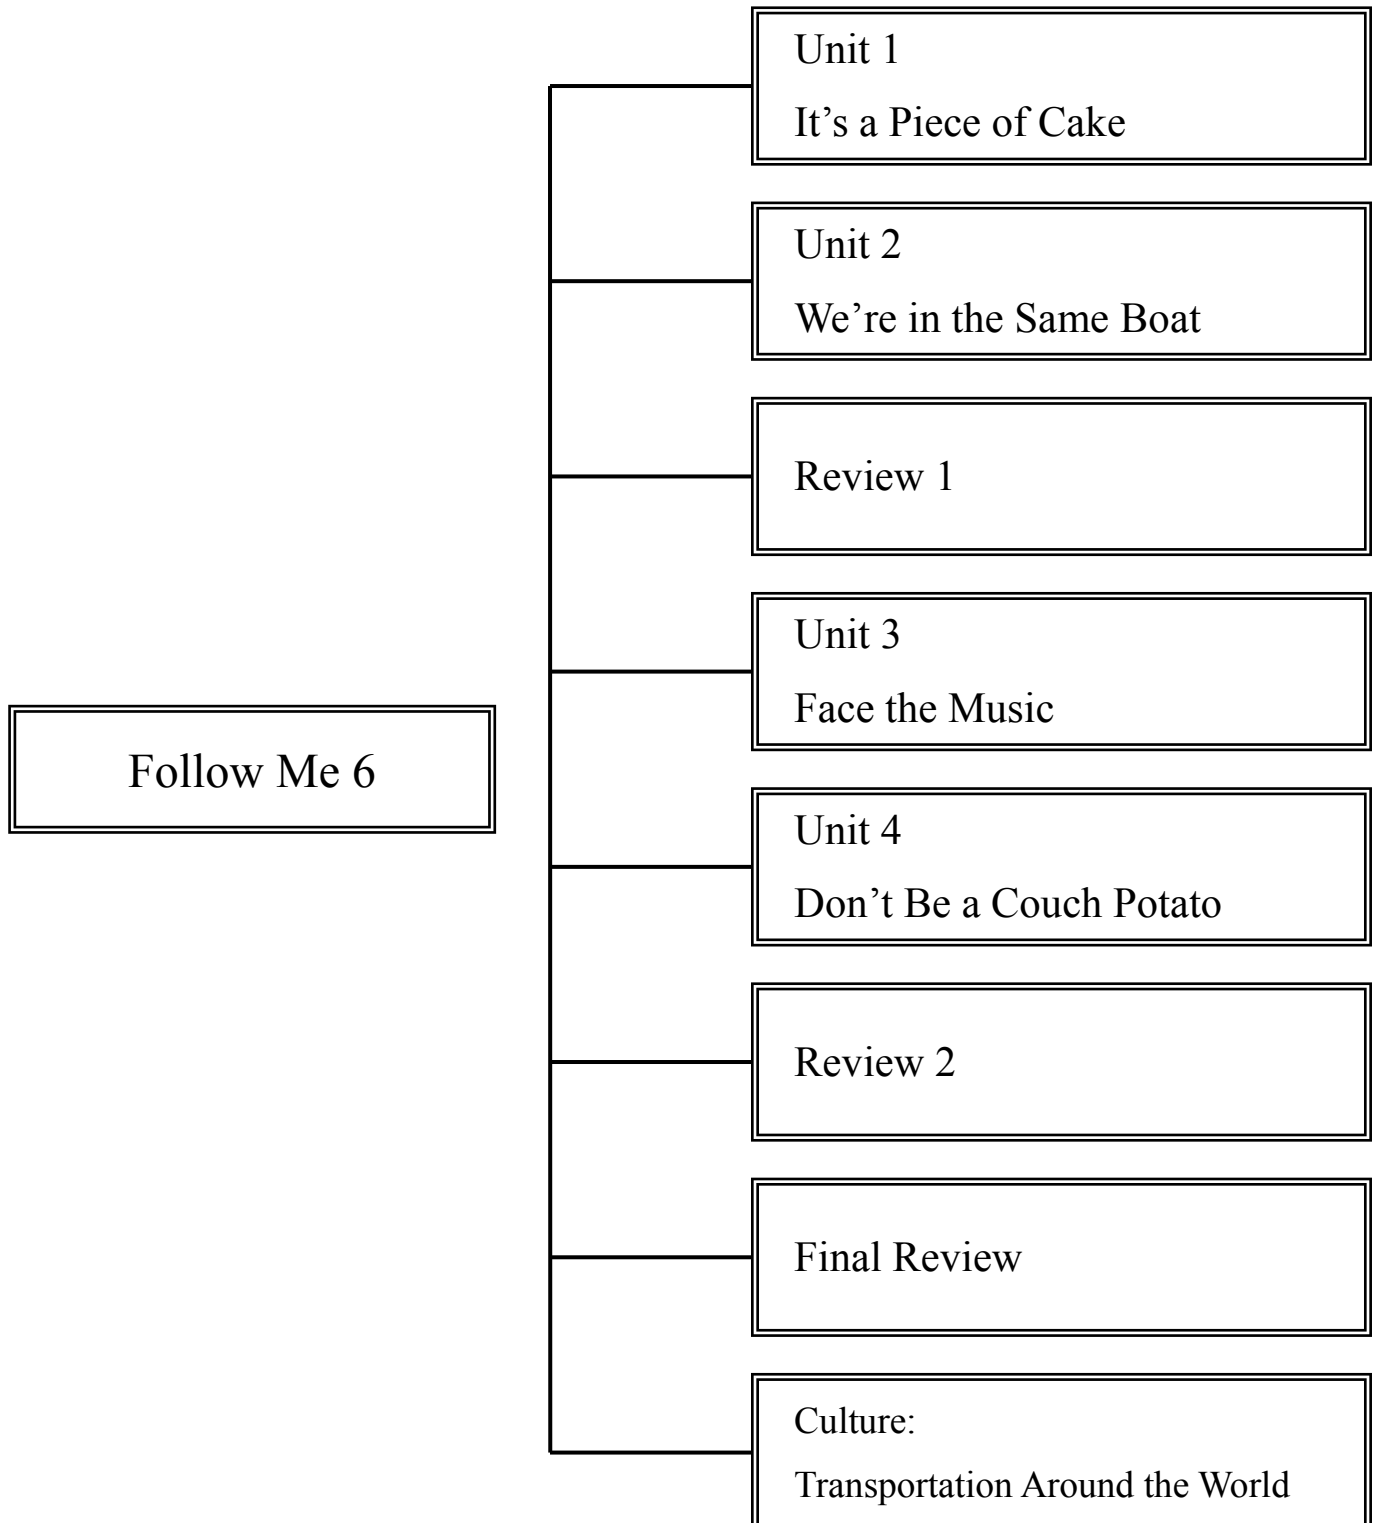 Follow Me 6
Unit 1
It’s a Piece of Cake
Unit 2
We’re in the Same Boat
Review 1
Unit 3
Face the Music
Unit 4
Don’t Be a Couch Potato
Review 2
Final Review
Culture:
Transportation Around the World